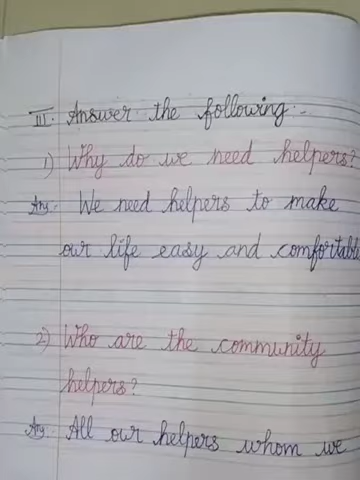 III. Answer the following :-
1) Why do we need helpers?
Ans- We need helpers to make
our life easy and comfortable
2) Who are the community
helpers?
Ans- All our helpers whom we